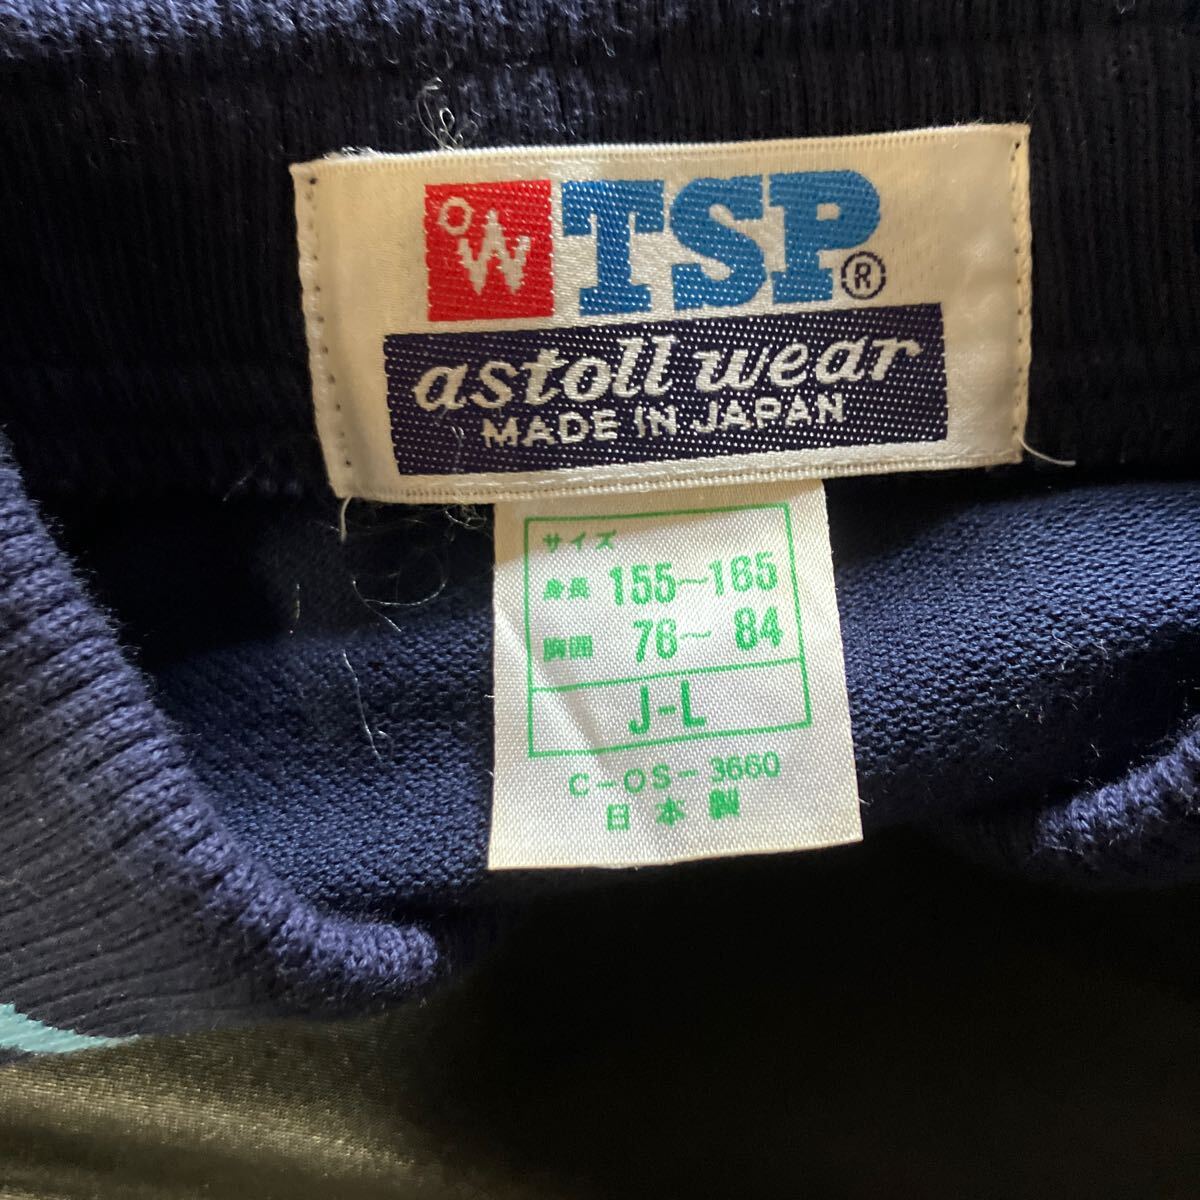 W TSP®
astoll wear
MADE IN JAPAN
サイズ
身長 155~165
胸囲 76~ 84
J-L
C-OS-3660
日本製